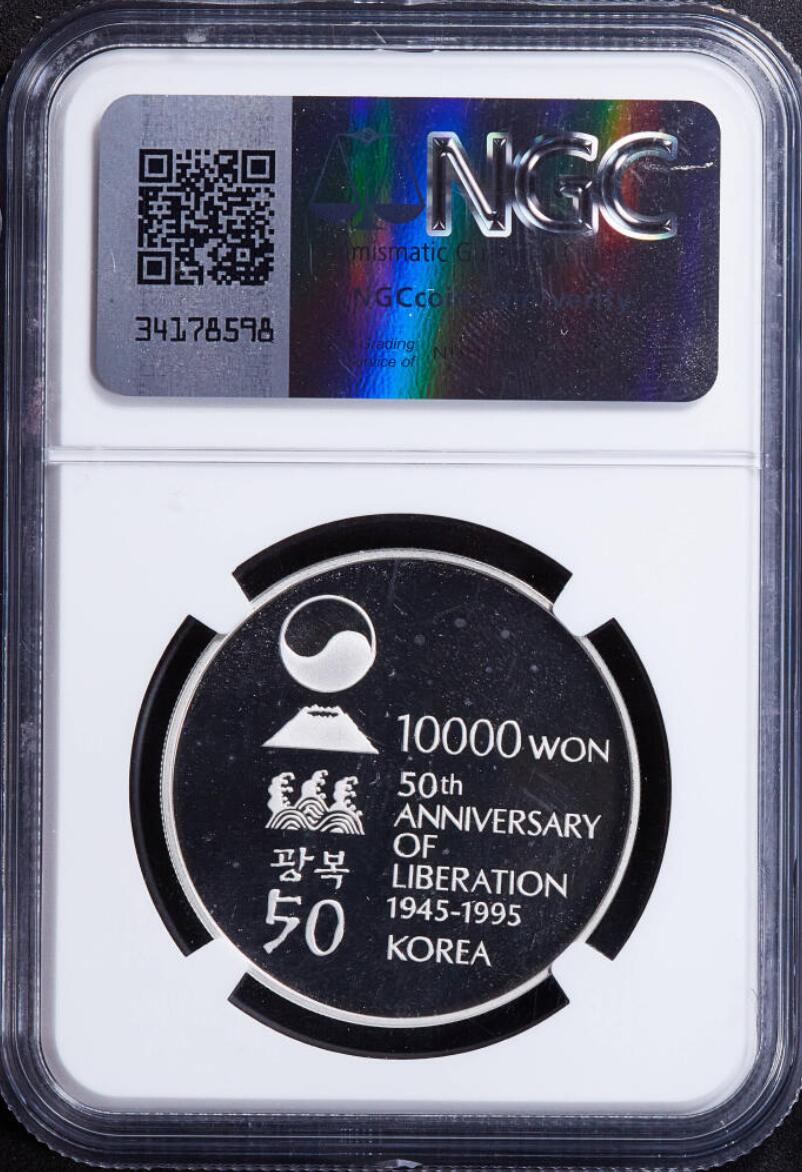 NGC
34178598
10000 WON
50th
ANNIVERSARY
OF
LIBERATION
1945-1995
KOREA
광복
50